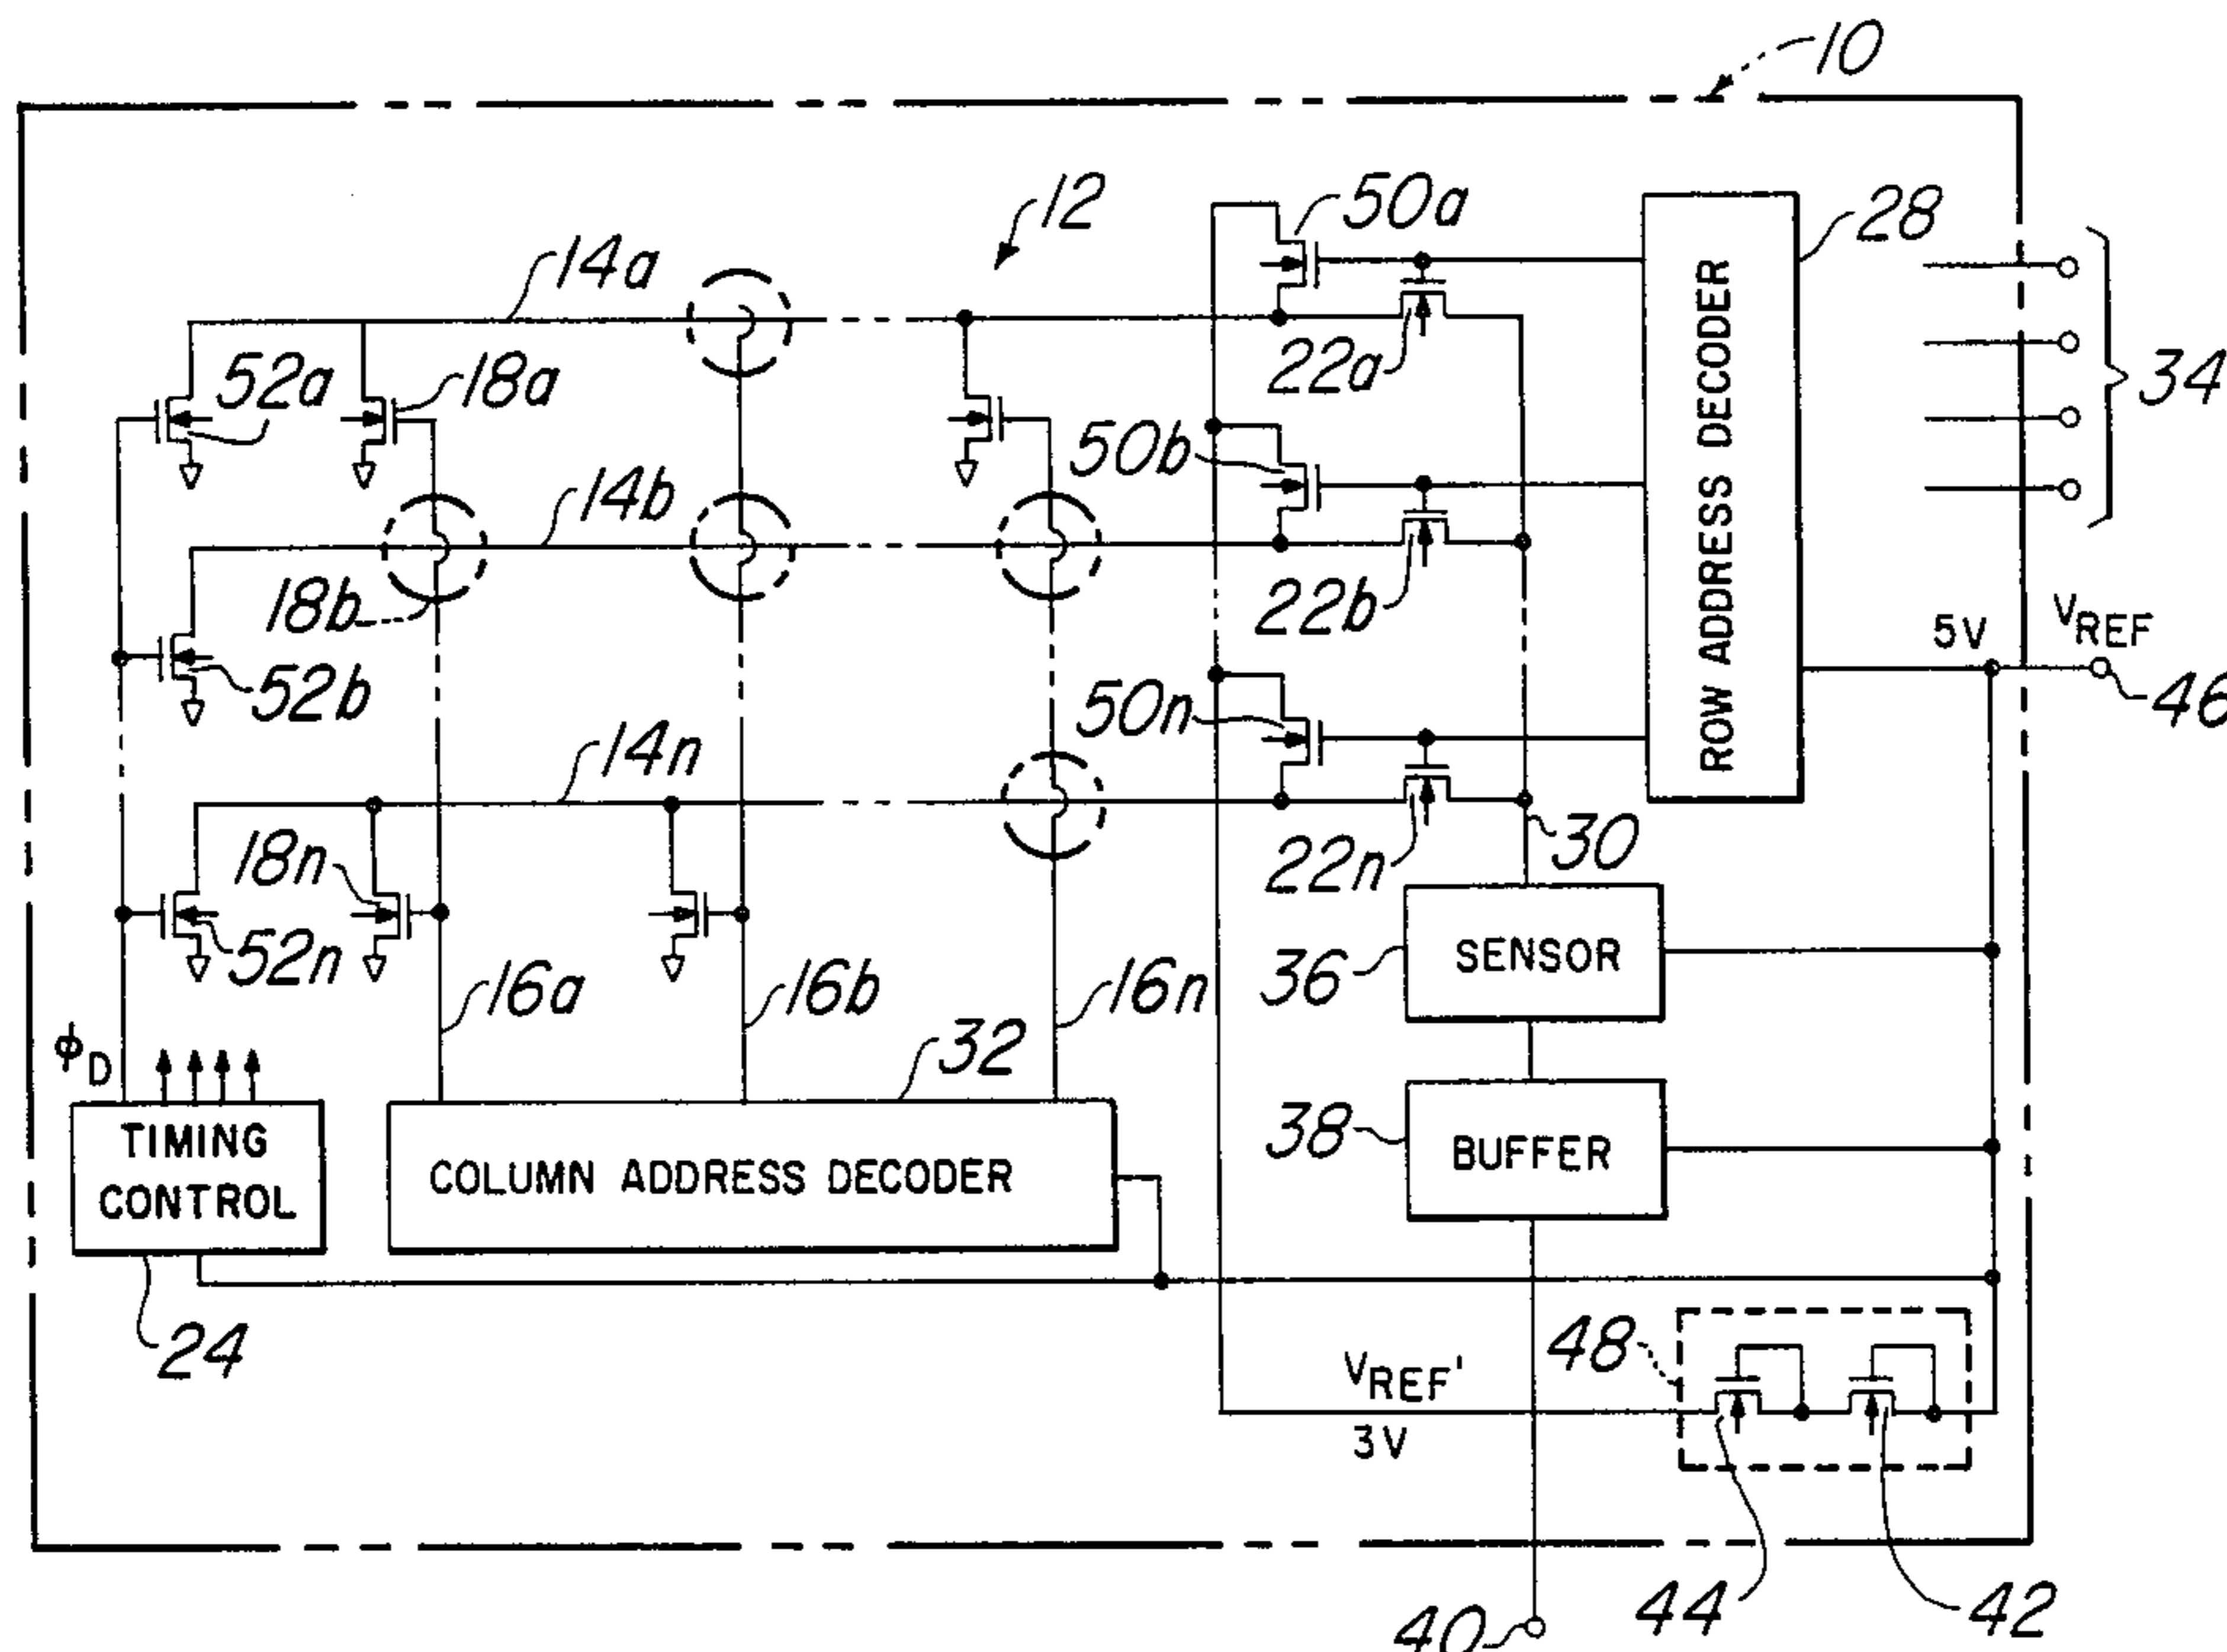 10
12
50a
28
14a
34
52a
18a
22a
50b
14b
ROW ADDRESS DECODER
18b
22b
5V
VREF
52b
46
50n
14n
18n
22n
30
52n
16a
16b
16n
36
SENSOR
ΦD
32
TIMING
CONTROL
COLUMN ADDRESS DECODER
38
BUFFER
24
48
VREF'
3V
40
44
42